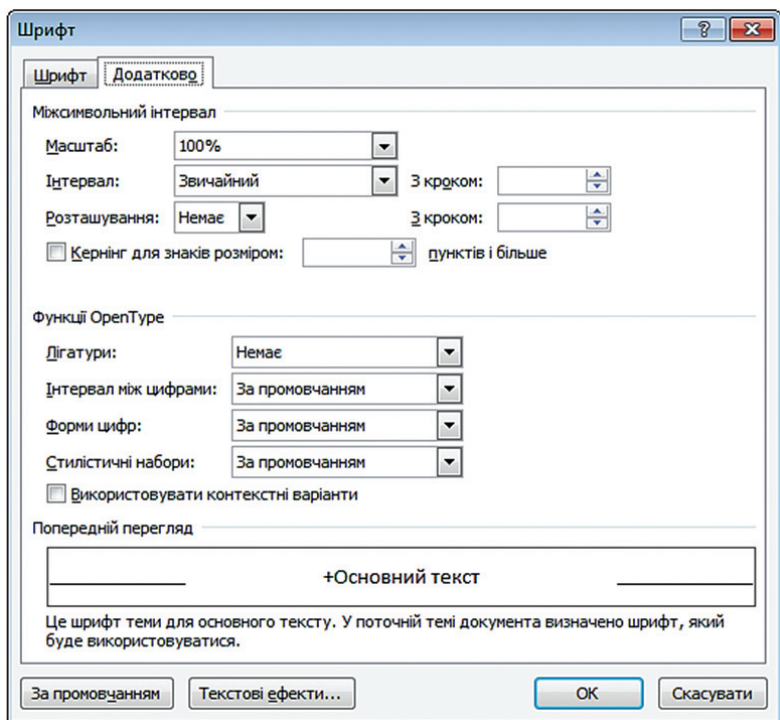 Шрифт
Шрифт Додатково
Міжсимвольний інтервал
Масштаб: 100%
Інтервал: Звичайний З кроком:
Розташування: Немає З кроком:
Кернінг для знаків розміром: пунктів і більше
Функції OpenType
Лігатури: Немає
Інтервал між цифрами: За промовчанням
Форми цифр: За промовчанням
Стилістичні набори: За промовчанням
Використовувати контекстні варіанти
Попередній перегляд
+Основний текст
Це шрифт теми для основного тексту. У поточній темі документа визначено шрифт, який
буде використовуватися.
За промовчанням Текстові ефекти... ОК Скасувати